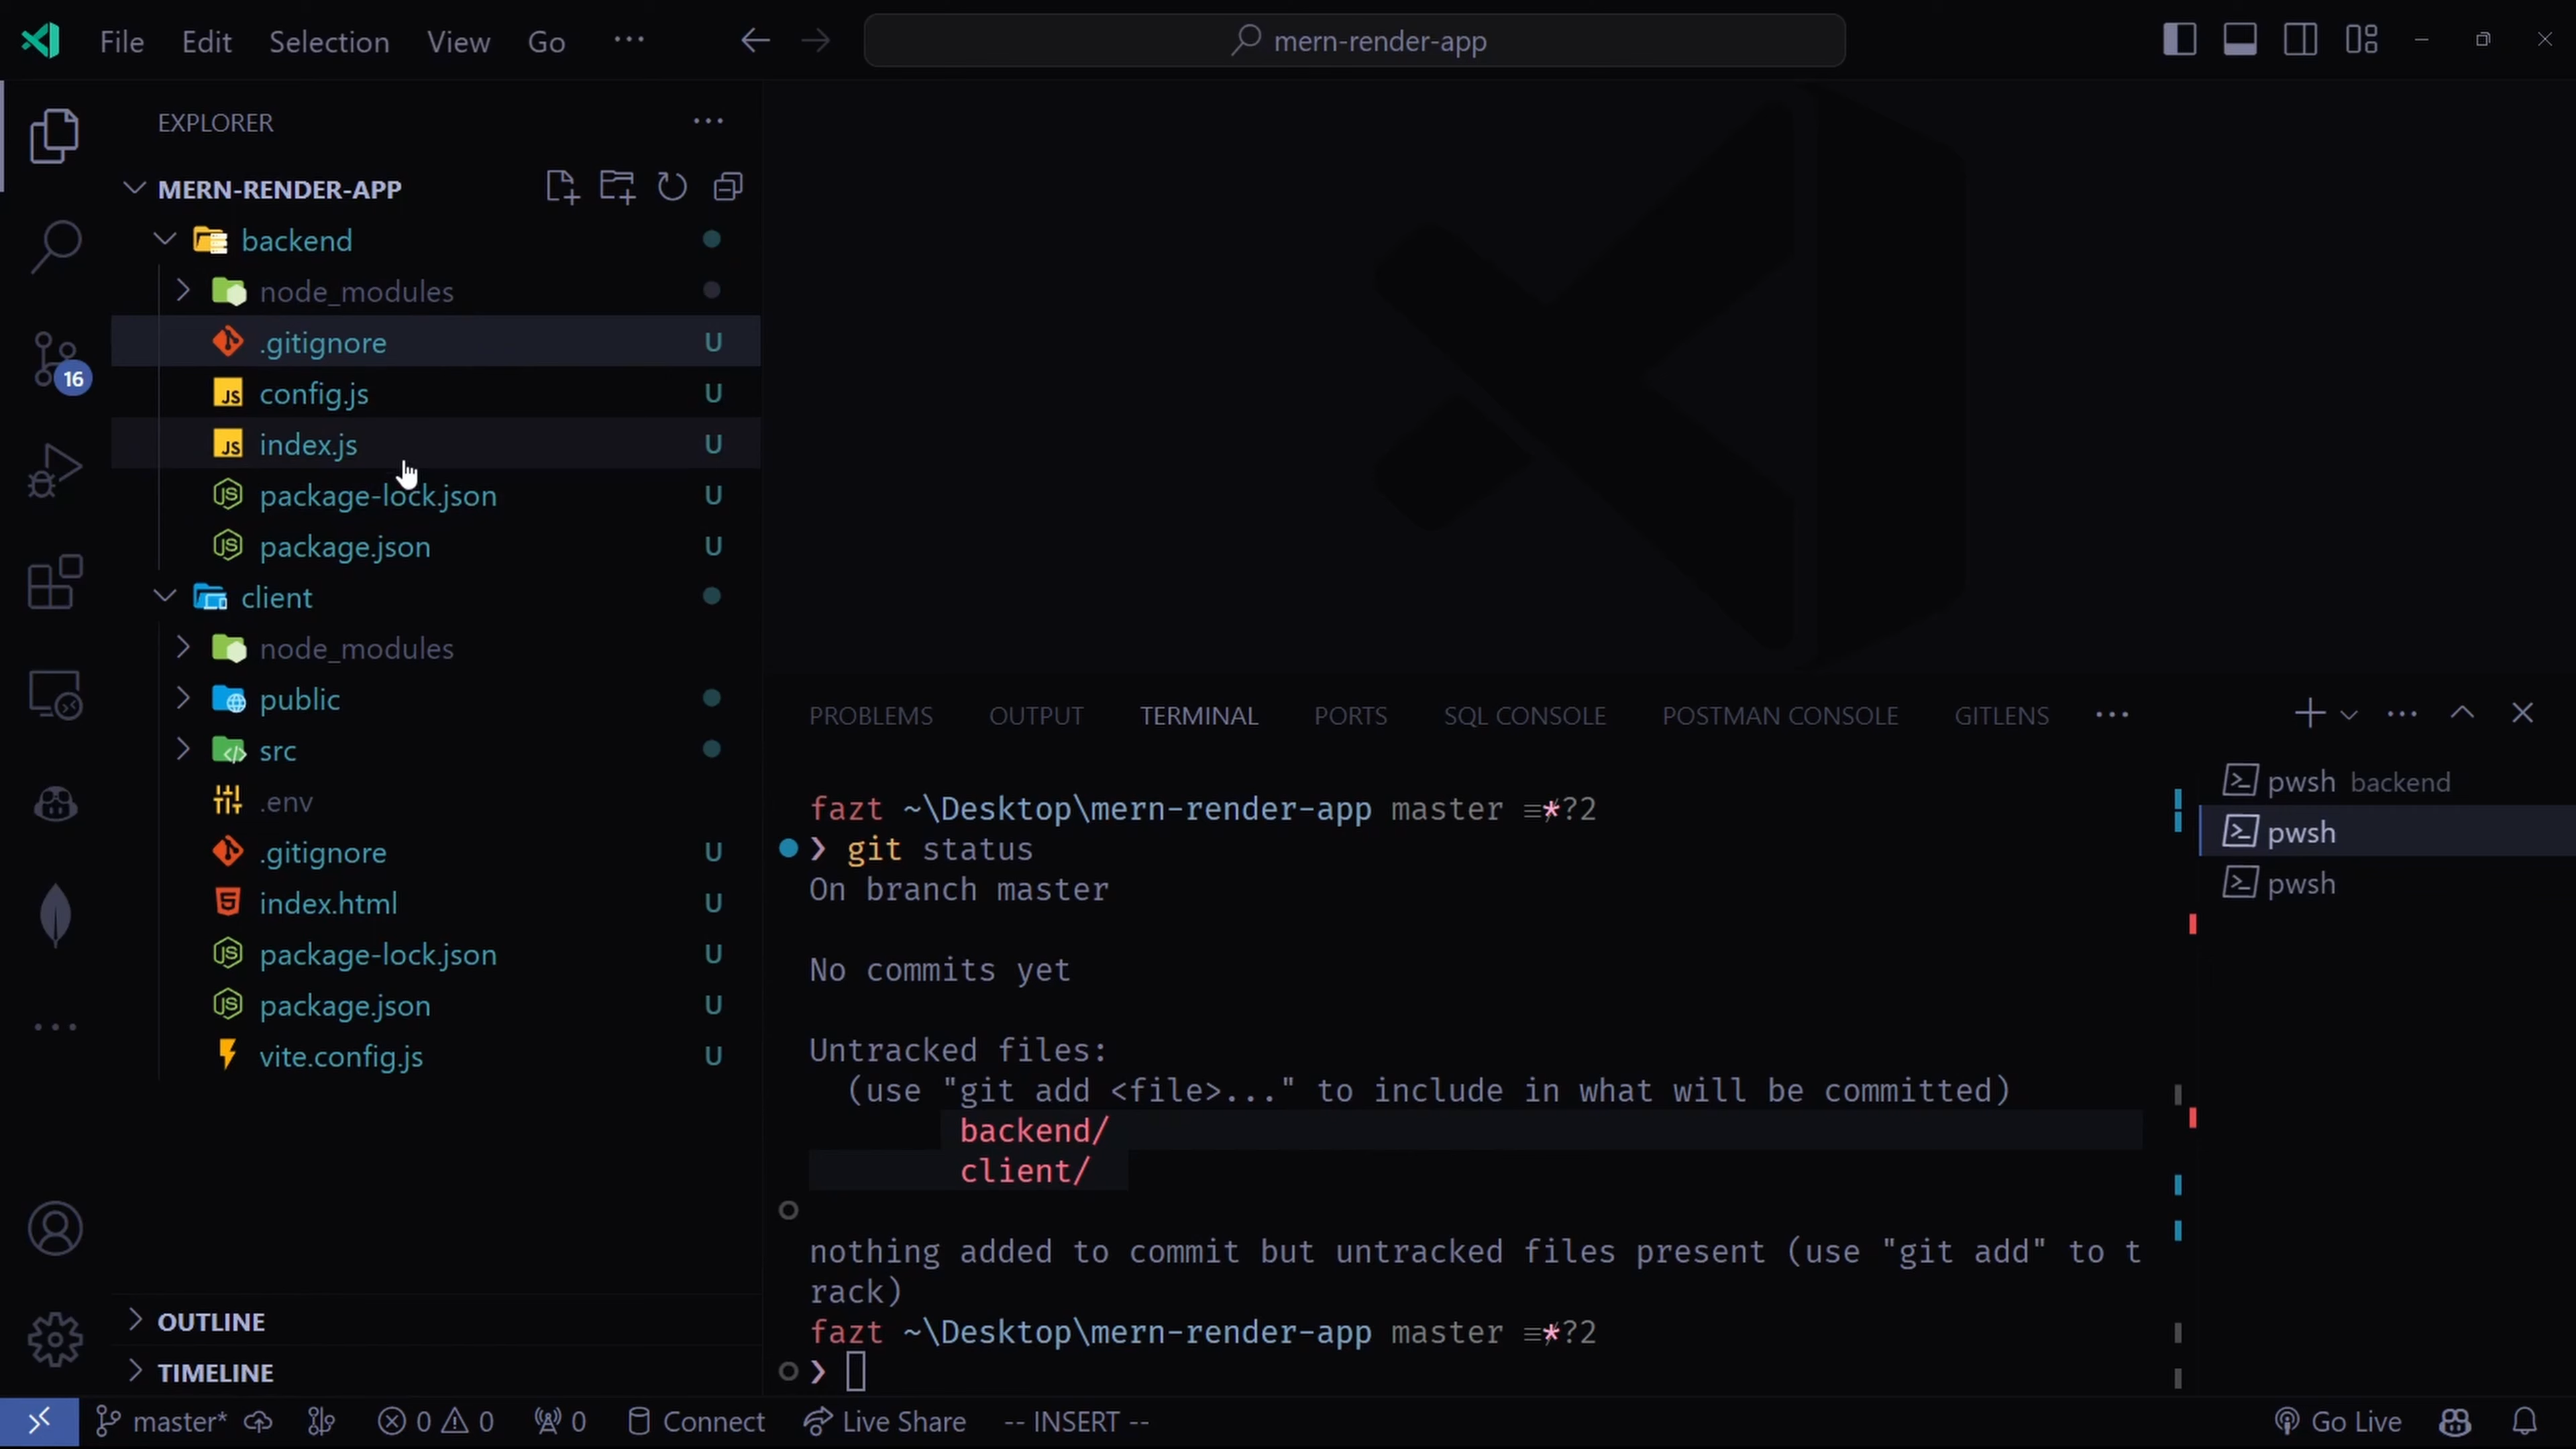 File Edit Selection View Go ··· mern-render-app
EXPLORER
MERN-RENDER-APP
backend
node_modules
.gitignore U
config.js U
index.js U
package-lock.json U
package.json U
client
node_modules
public
src
.env
.gitignore U
index.html U
package-lock.json U
package.json U
vite.config.js U
OUTLINE
TIMELINE
16
PROBLEMS OUTPUT TERMINAL PORTS SQL CONSOLE POSTMAN CONSOLE GITLENS
fazt ~\Desktop\mern-render-app master ≡*?2
❯ git status
On branch master
No commits yet
Untracked files:
(use "git add <file>..." to include in what will be committed)
backend/
client/
nothing added to commit but untracked files present (use "git add" to t
rack)
fazt ~\Desktop\mern-render-app master ≡*?2
❯
pwsh backend
pwsh
pwsh
master* 0 0 0 Connect Live Share -- INSERT -- Go Live